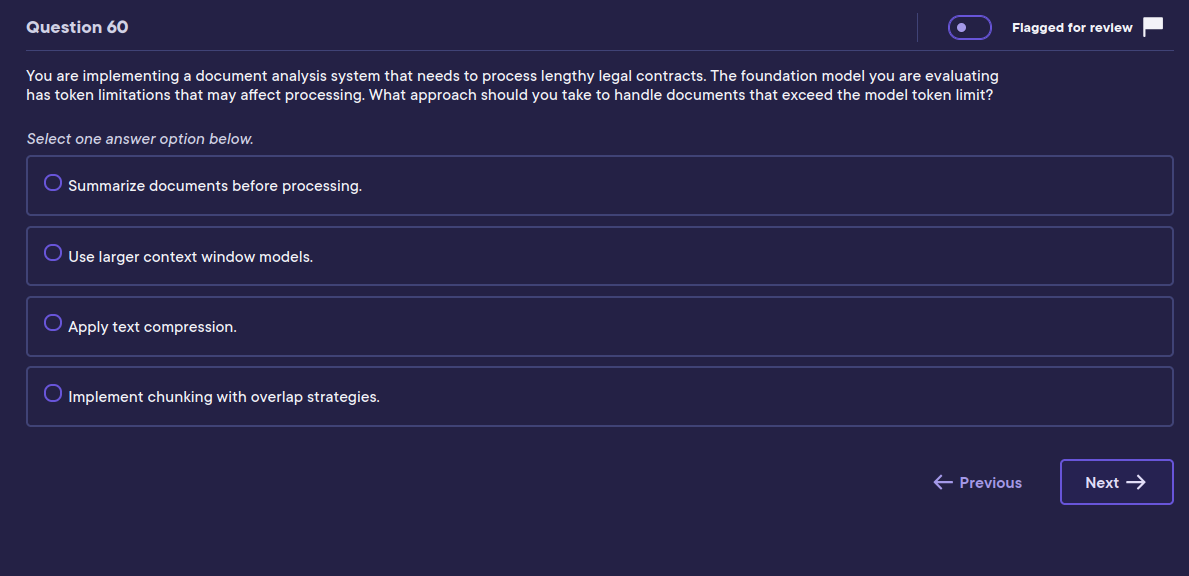 Question 60
Flagged for review
You are implementing a document analysis system that needs to process lengthy legal contracts. The foundation model you are evaluating
has token limitations that may affect processing. What approach should you take to handle documents that exceed the model token limit?
Select one answer option below.
Summarize documents before processing.
Use larger context window models.
Apply text compression.
Implement chunking with overlap strategies.
Previous
Next